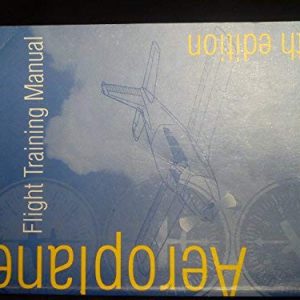 Aeroplane
Flight Training Manual
th edition